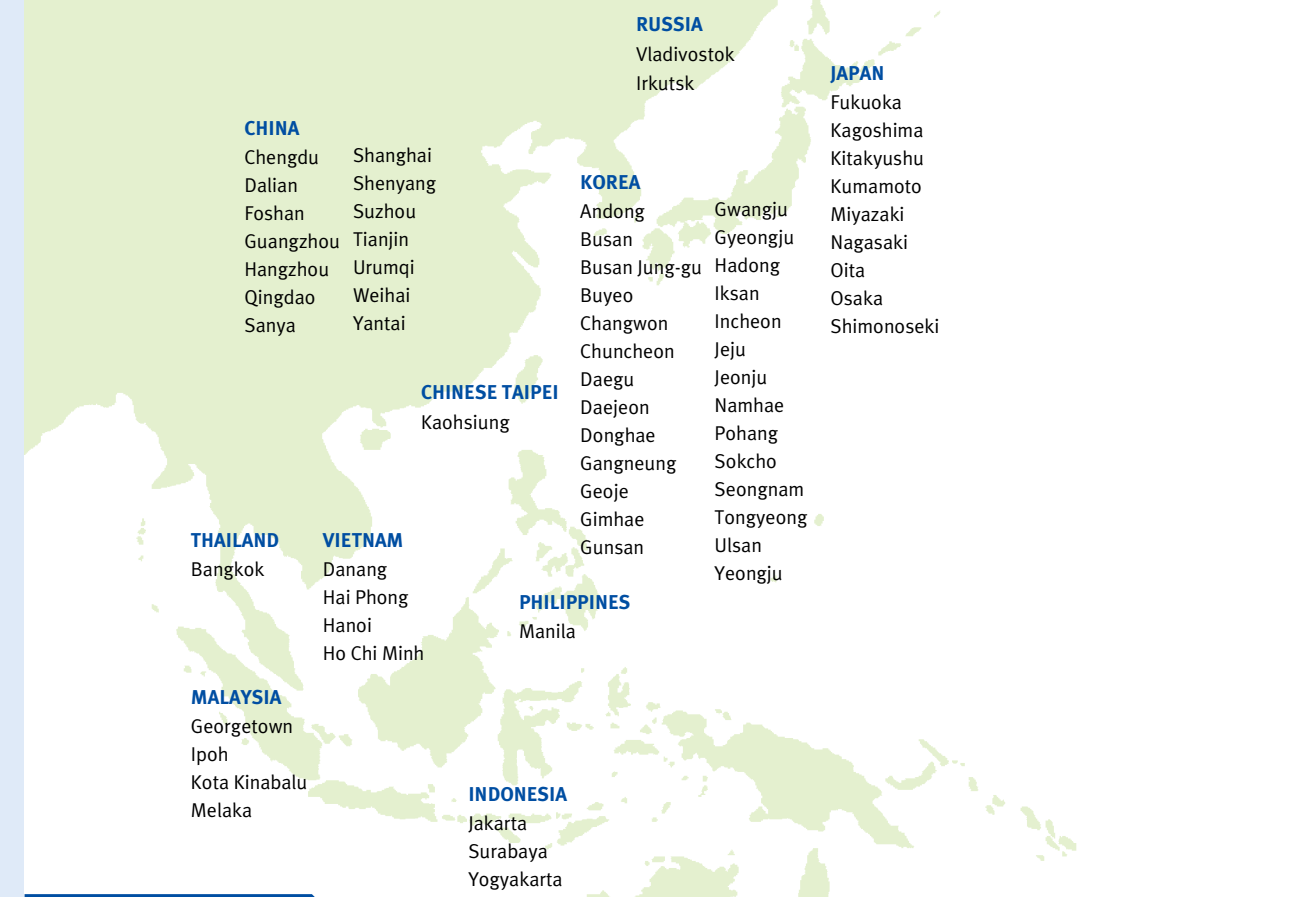 RUSSIA
Vladivostok
Irkutsk
JAPAN
Fukuoka
Kagoshima
Kitakyushu
Kumamoto
Miyazaki
Nagasaki
Oita
Osaka
Shimonoseki
CHINA
Chengdu
Dalian
Foshan
Guangzhou
Hangzhou
Qingdao
Sanya
Shanghai
Shenyang
Suzhou
Tianjin
Urumqi
Weihai
Yantai
KOREA
Andong
Busan
Busan Jung-gu
Buyeo
Changwon
Chuncheon
Daegu
Daejeon
Donghae
Gangneung
Geoje
Gimhae
Gunsan
Gwangju
Gyeongju
Hadong
Iksan
Incheon
Jeju
Jeonju
Namhae
Pohang
Sokcho
Seongnam
Tongyeong
Ulsan
Yeongju
CHINESE TAIPEI
Kaohsiung
THAILAND
Bangkok
VIETNAM
Danang
Hai Phong
Hanoi
Ho Chi Minh
PHILIPPINES
Manila
MALAYSIA
Georgetown
Ipoh
Kota Kinabalu
Melaka
INDONESIA
Jakarta
Surabaya
Yogyakarta